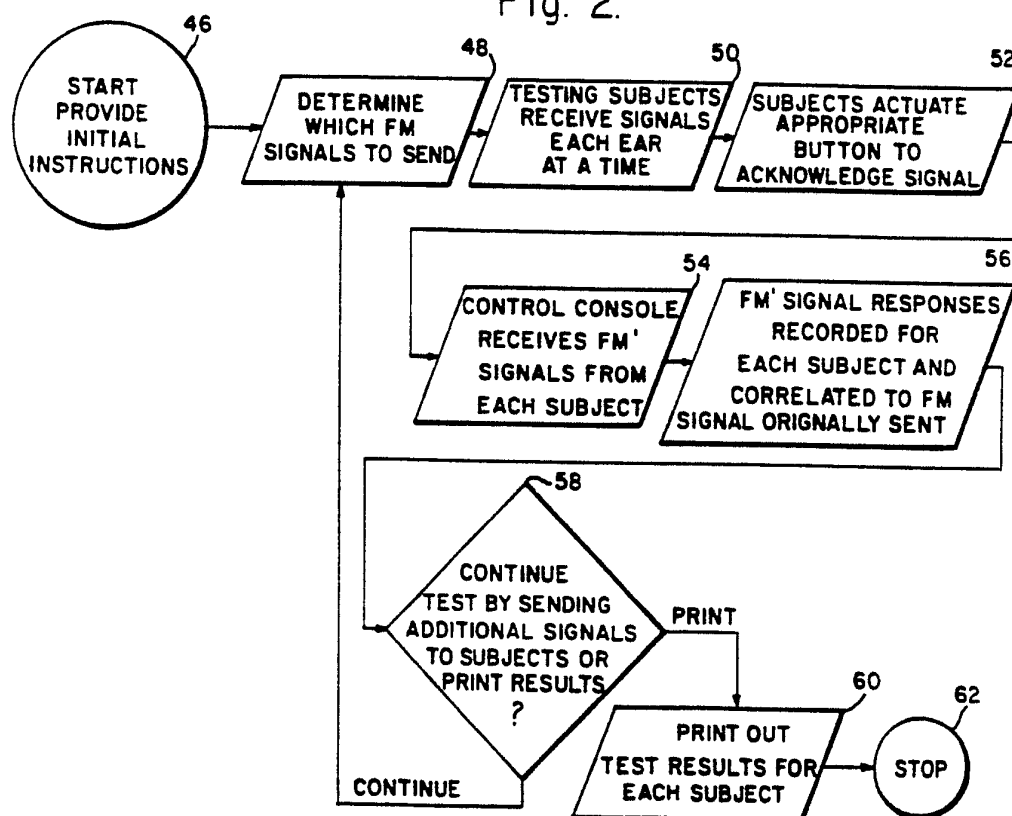 Fig. 2.
46
START
PROVIDE
INITIAL
INSTRUCTIONS
48
DETERMINE
WHICH FM
SIGNALS TO SEND
50
TESTING SUBJECTS
RECEIVE SIGNALS
EACH EAR
AT A TIME
52
SUBJECTS ACTUATE
APPROPRIATE
BUTTON TO
ACKNOWLEDGE SIGNAL
54
CONTROL CONSOLE
RECEIVES FM'
SIGNALS FROM
EACH SUBJECT
56
FM' SIGNAL RESPONSES
RECORDED FOR
EACH SUBJECT AND
CORRELATED TO FM
SIGNAL ORIGNALLY SENT
58
CONTINUE
TEST BY SENDING
ADDITIONAL SIGNALS
TO SUBJECTS OR
PRINT RESULTS
?
PRINT
CONTINUE
60
PRINT OUT
TEST RESULTS FOR
EACH SUBJECT
62
STOP